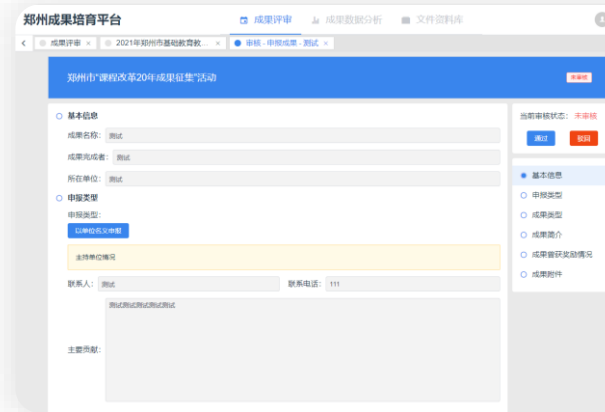 郑州成果培育平台
成果评审 成果数据分析 文件资料库
成果评审 × 2021年郑州市基础教育教... × 审核 - 申报成果 - 测试 ×
郑州市"课程改革20年成果征集"活动
未审核
基本信息
成果名称： 测试
成果完成者： 测试
所在单位： 测试
申报类型
申报类型：
以单位名义申报
主持单位情况
联系人： 测试 联系电话： 111
测试测试测试测试测试
主要贡献：
当前审核状态： 未审核
通过 驳回
基本信息
申报类型
成果类型
成果简介
成果曾获奖励情况
成果附件